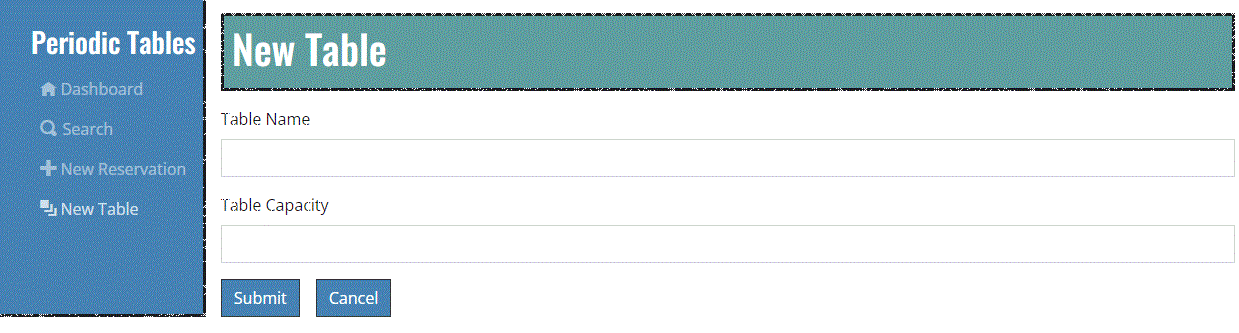 Periodic Tables
Dashboard
Search
New Reservation
New Table
New Table
Table Name
Table Capacity
Submit
Cancel